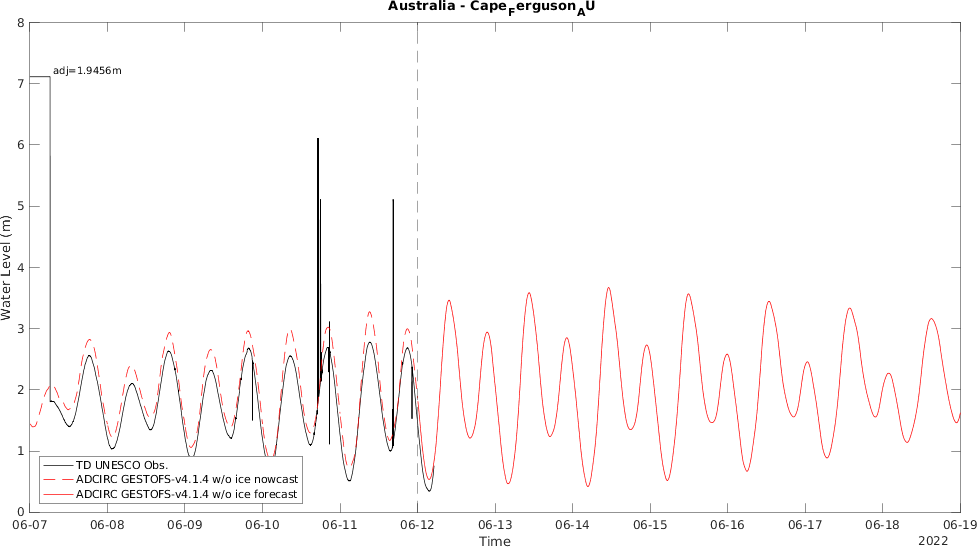 Australia - Cape_Ferguson_AU
8
7
6
5
4
3
2
1
0
Water Level (m)
adj=1.9456m
TD UNESCO Obs.
ADCIRC GESTOFS-v4.1.4 w/o ice nowcast
ADCIRC GESTOFS-v4.1.4 w/o ice forecast
06-07 06-08 06-09 06-10 06-11 06-12 06-13 06-14 06-15 06-16 06-17 06-18 06-19
Time
2022